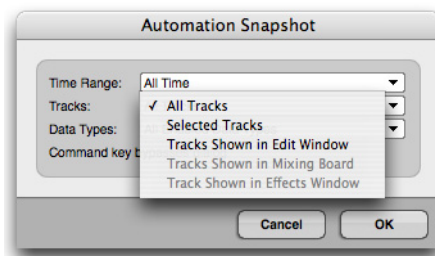 Automation Snapshot
Time Range: All Time
Tracks: ✓ All Tracks
Selected Tracks
Data Types:
Tracks Shown in Edit Window
Command key
Tracks Shown in Mixing Board
Track Shown in Effects Window
Cancel OK